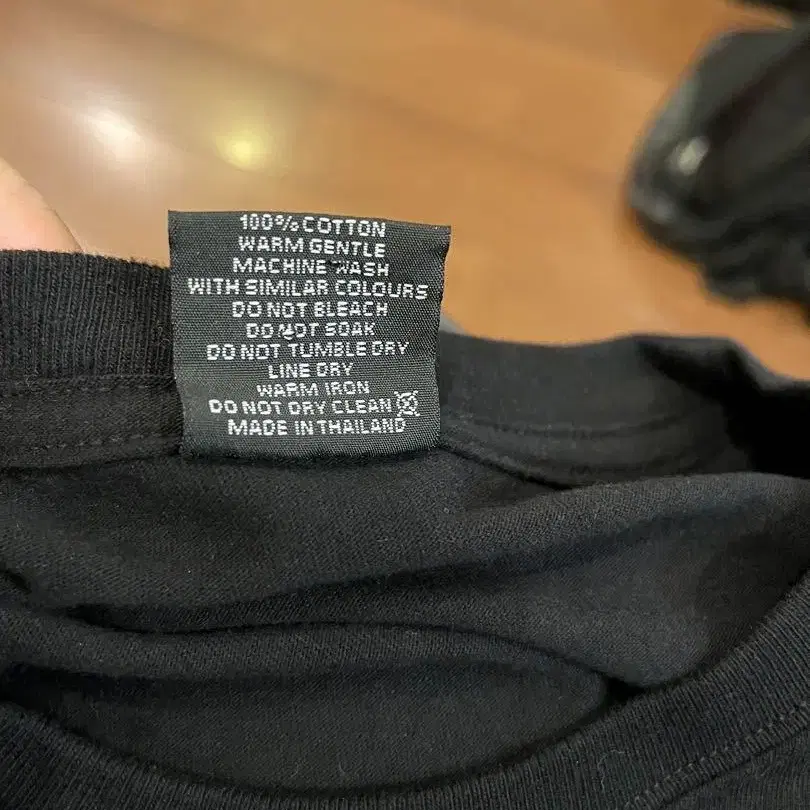 100% COTTON
WARM GENTLE
MACHINE WASH
WITH SIMILAR COLOURS
DO NOT BLEACH
DO NOT SOAK
DO NOT TUMBLE DRY
LINE DRY
WARM IRON
DO NOT DRY CLEAN
MADE IN THAILAND